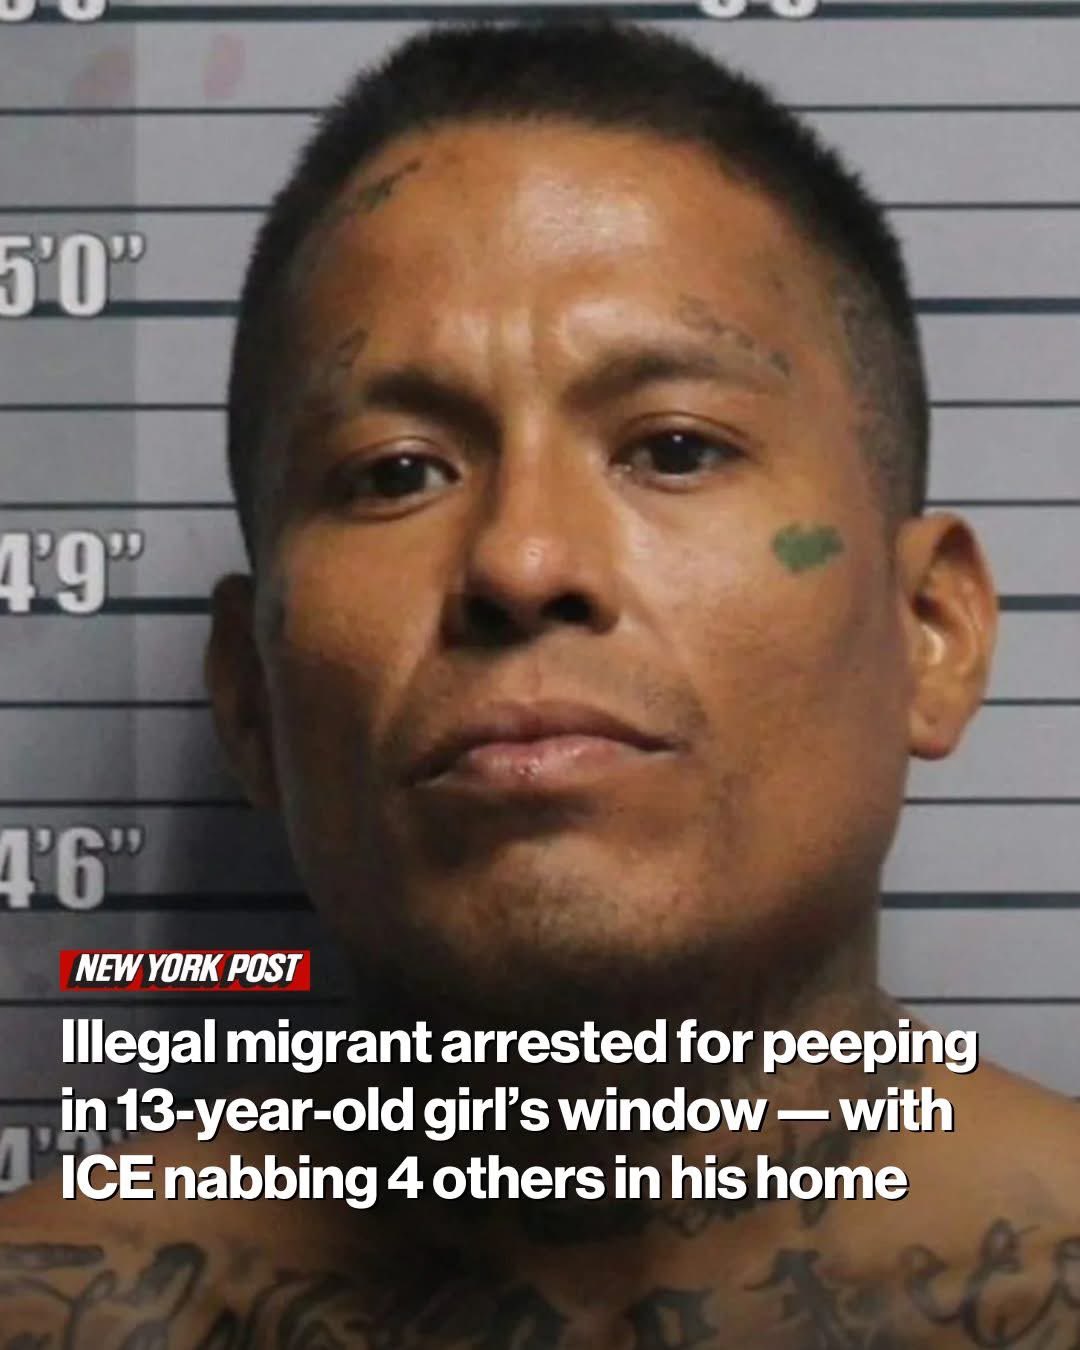 5'0"
4'9"
4'6"
NEW YORK POST
Illegal migrant arrested for peeping
in 13-year-old girl’s window — with
ICE nabbing 4 others in his home